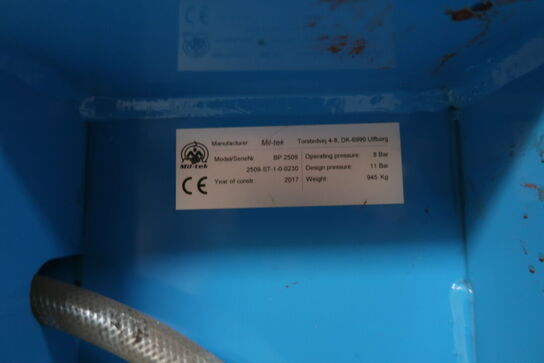 Manufacturer Mil-tek Torstedvej 4-8, DK-6990 Ulfborg
Mil-tek
Model/SerieNr BP 2509 Operating pressure: 8 Bar
2509-ST-1-0-0230 Design pressure: 11 Bar
CE Year of constr. 2017 Weight: 945 Kg